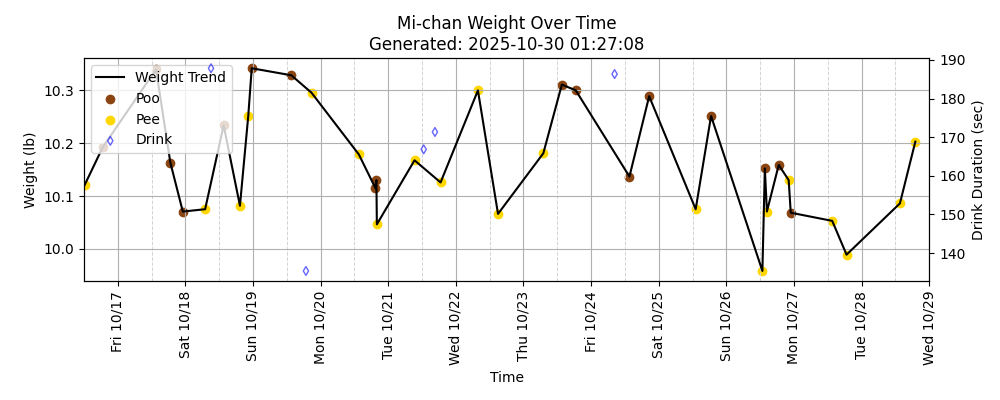 Mi-chan Weight Over Time
Generated: 2025-10-30 01:27:08
Weight Trend
Poo
Pee
Drink
Weight (lb)
10.3
10.2
10.1
10.0
190
180
170
160
150
140
Drink Duration (sec)
Fri 10/17
Sat 10/18
Sun 10/19
Mon 10/20
Tue 10/21
Wed 10/22
Thu 10/23
Fri 10/24
Sat 10/25
Sun 10/26
Mon 10/27
Tue 10/28
Wed 10/29
Time